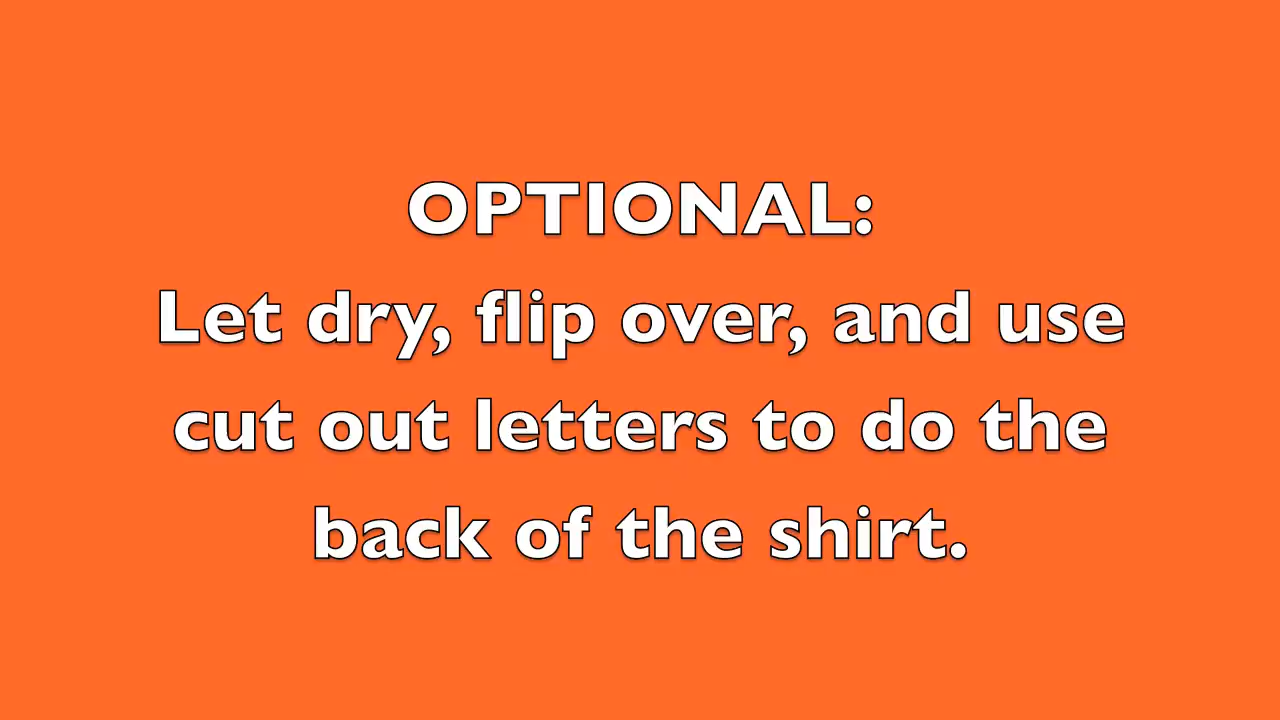 OPTIONAL:
Let dry, flip over, and use
cut out letters to do the
back of the shirt.